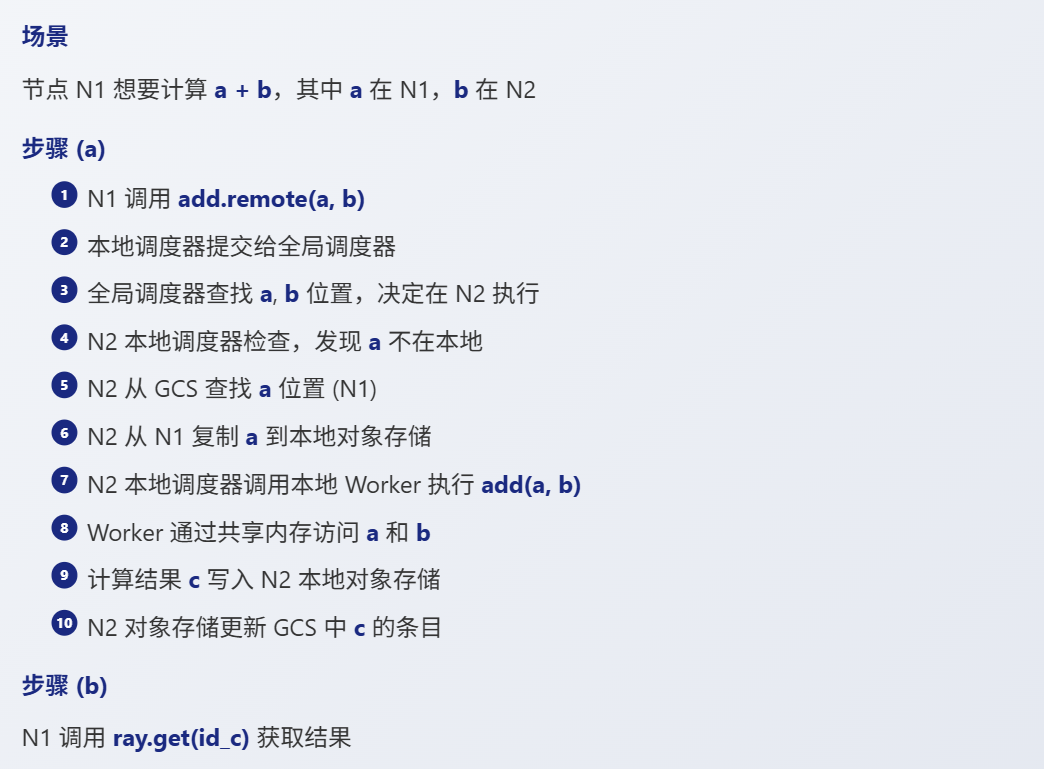 场景
节点 N1 想要计算 a + b，其中 a 在 N1，b 在 N2
步骤 (a)
1 N1 调用 add.remote(a, b)
2 本地调度器提交给全局调度器
3 全局调度器查找 a, b 位置，决定在 N2 执行
4 N2 本地调度器检查，发现 a 不在本地
5 N2 从 GCS 查找 a 位置 (N1)
6 N2 从 N1 复制 a 到本地对象存储
7 N2 本地调度器调用本地 Worker 执行 add(a, b)
8 Worker 通过共享内存访问 a 和 b
9 计算结果 c 写入 N2 本地对象存储
10 N2 对象存储更新 GCS 中 c 的条目
步骤 (b)
N1 调用 ray.get(id_c) 获取结果